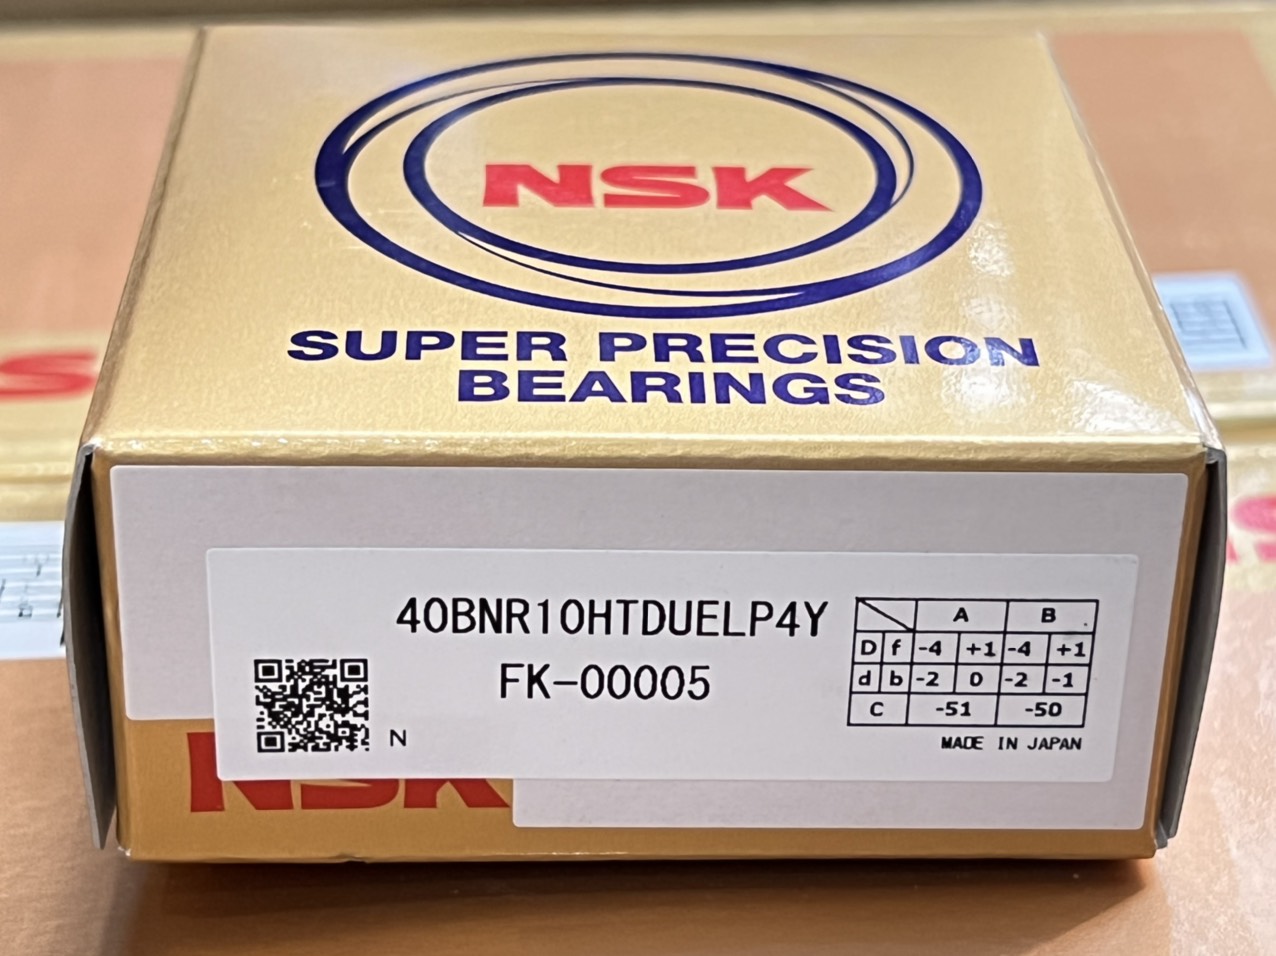 NSK
SUPER PRECISION
BEARINGS
40BNR10HTDUELP4Y
FK-00005
N
A B
D f -4 +1 -4 +1
d b -2 0 -2 -1
C -51 -50
MADE IN JAPAN
NSK